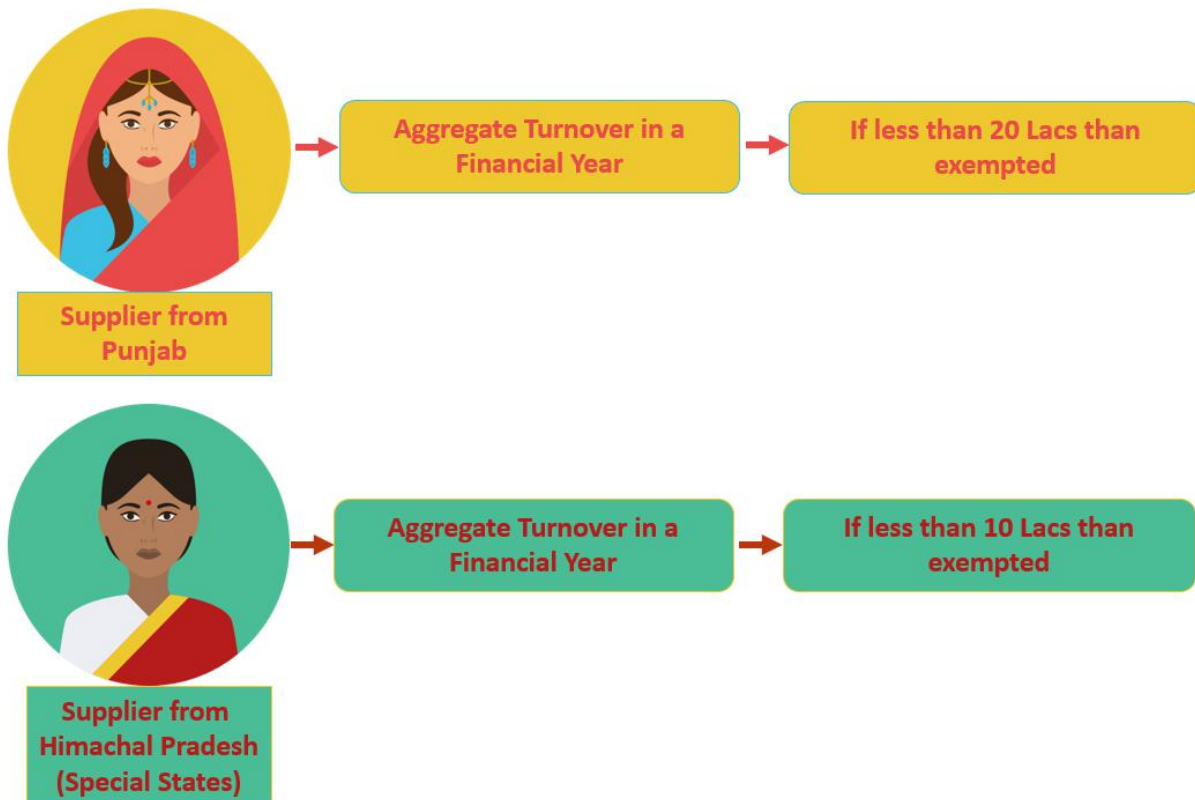 Aggregate Turnover in a
Financial Year
If less than 20 Lacs than
exempted
Supplier from
Punjab
Aggregate Turnover in a
Financial Year
If less than 10 Lacs than
exempted
Supplier from
Himachal Pradesh
(Special States)